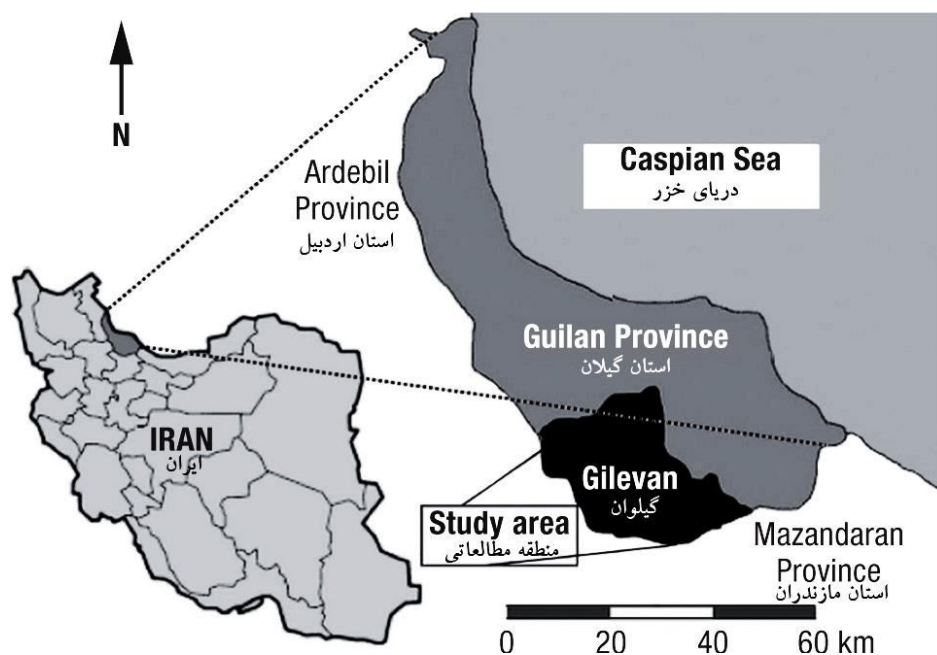 N
Caspian Sea
دریای خزر
Ardebil
Province
استان اردبیل
Guilan Province
استان گیلان
IRAN
ایران
Gilevan
گیلوان
Study area
منطقه مطالعاتی
Mazandaran
Province
استان مازندران
0 20 40 60 km